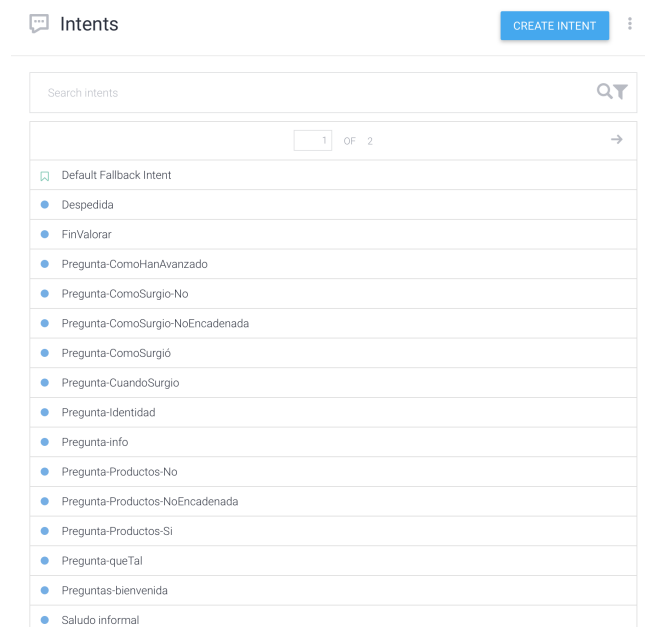 Intents
CREATE INTENT
Search intents
1 OF 2
Default Fallback Intent
Despedida
FinValorar
Pregunta-ComoHanAvanzado
Pregunta-ComoSurgio-No
Pregunta-ComoSurgio-NoEncadenada
Pregunta-ComoSurgió
Pregunta-CuandoSurgio
Pregunta-Identidad
Pregunta-info
Pregunta-Productos-No
Pregunta-Productos-NoEncadenada
Pregunta-Productos-Si
Pregunta-queTal
Preguntas-bienvenida
Saludo informal